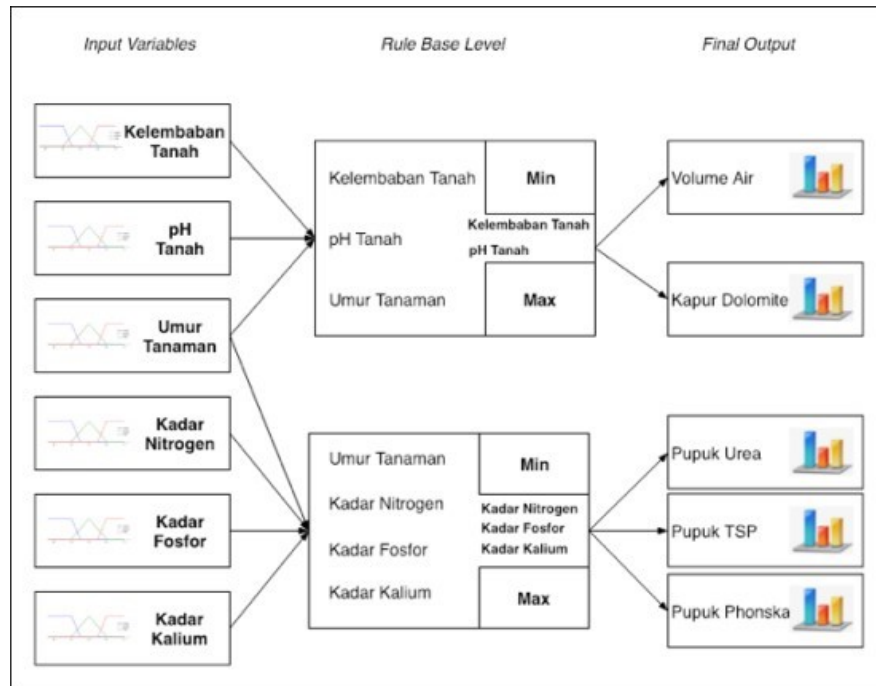 Input Variables
Rule Base Level
Final Output
Kelembaban
Tanah
pH
Tanah
Umur
Tanaman
Kadar
Nitrogen
Kadar
Fosfor
Kadar
Kalium
Kelembaban Tanah
pH Tanah
Umur Tanaman
Min
Kelembaban Tanah
pH Tanah
Max
Umur Tanaman
Kadar Nitrogen
Kadar Fosfor
Kadar Kalium
Min
Kadar Nitrogen
Kadar Fosfor
Kadar Kalium
Max
Volume Air
Kapur Dolomite
Pupuk Urea
Pupuk TSP
Pupuk Phonska